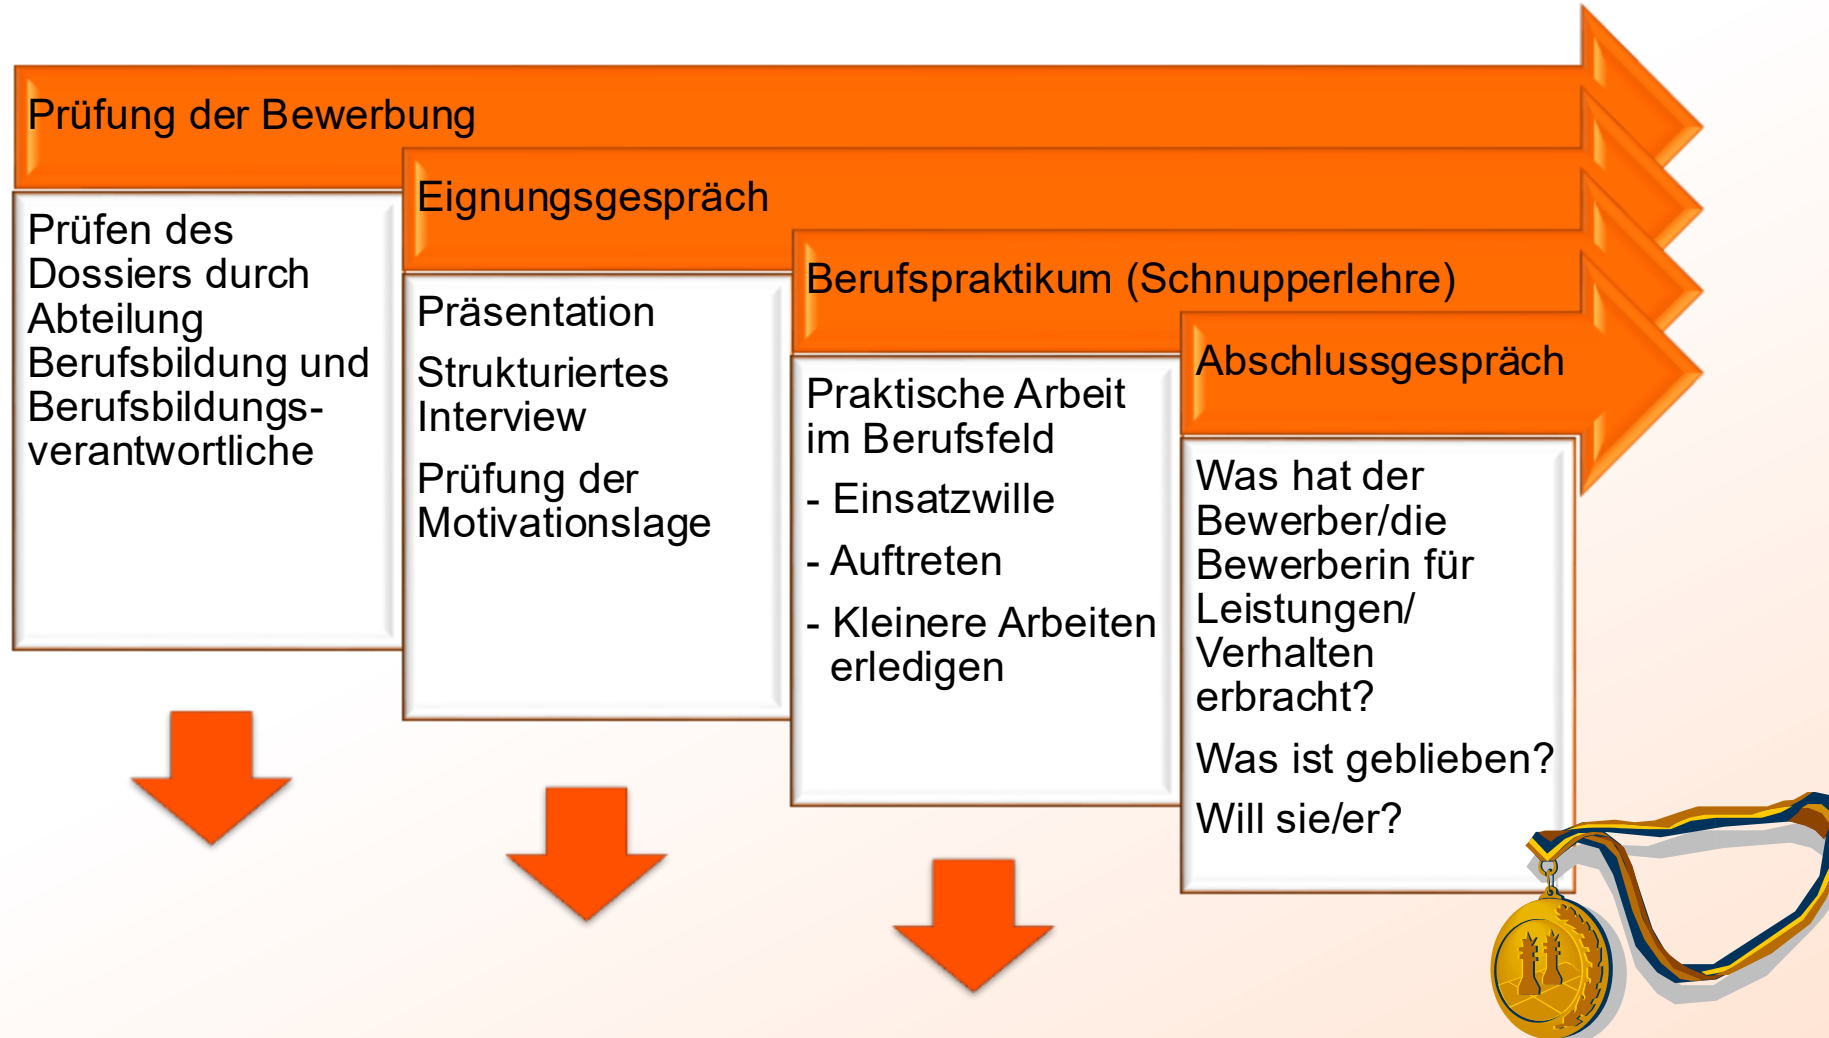 Prüfung der Bewerbung
Prüfen des
Dossiers durch
Abteilung
Berufsbildung und
Berufsbildungs-
verantwortliche
Eignungsgespräch
Präsentation
Strukturiertes
Interview
Prüfung der
Motivationslage
Berufspraktikum (Schnupperlehre)
Praktische Arbeit
im Berufsfeld
- Einsatzwille
- Auftreten
- Kleinere Arbeiten
erledigen
Abschlussgespräch
Was hat der
Bewerber/die
Bewerberin für
Leistungen/
Verhalten
erbracht?
Was ist geblieben?
Will sie/er?